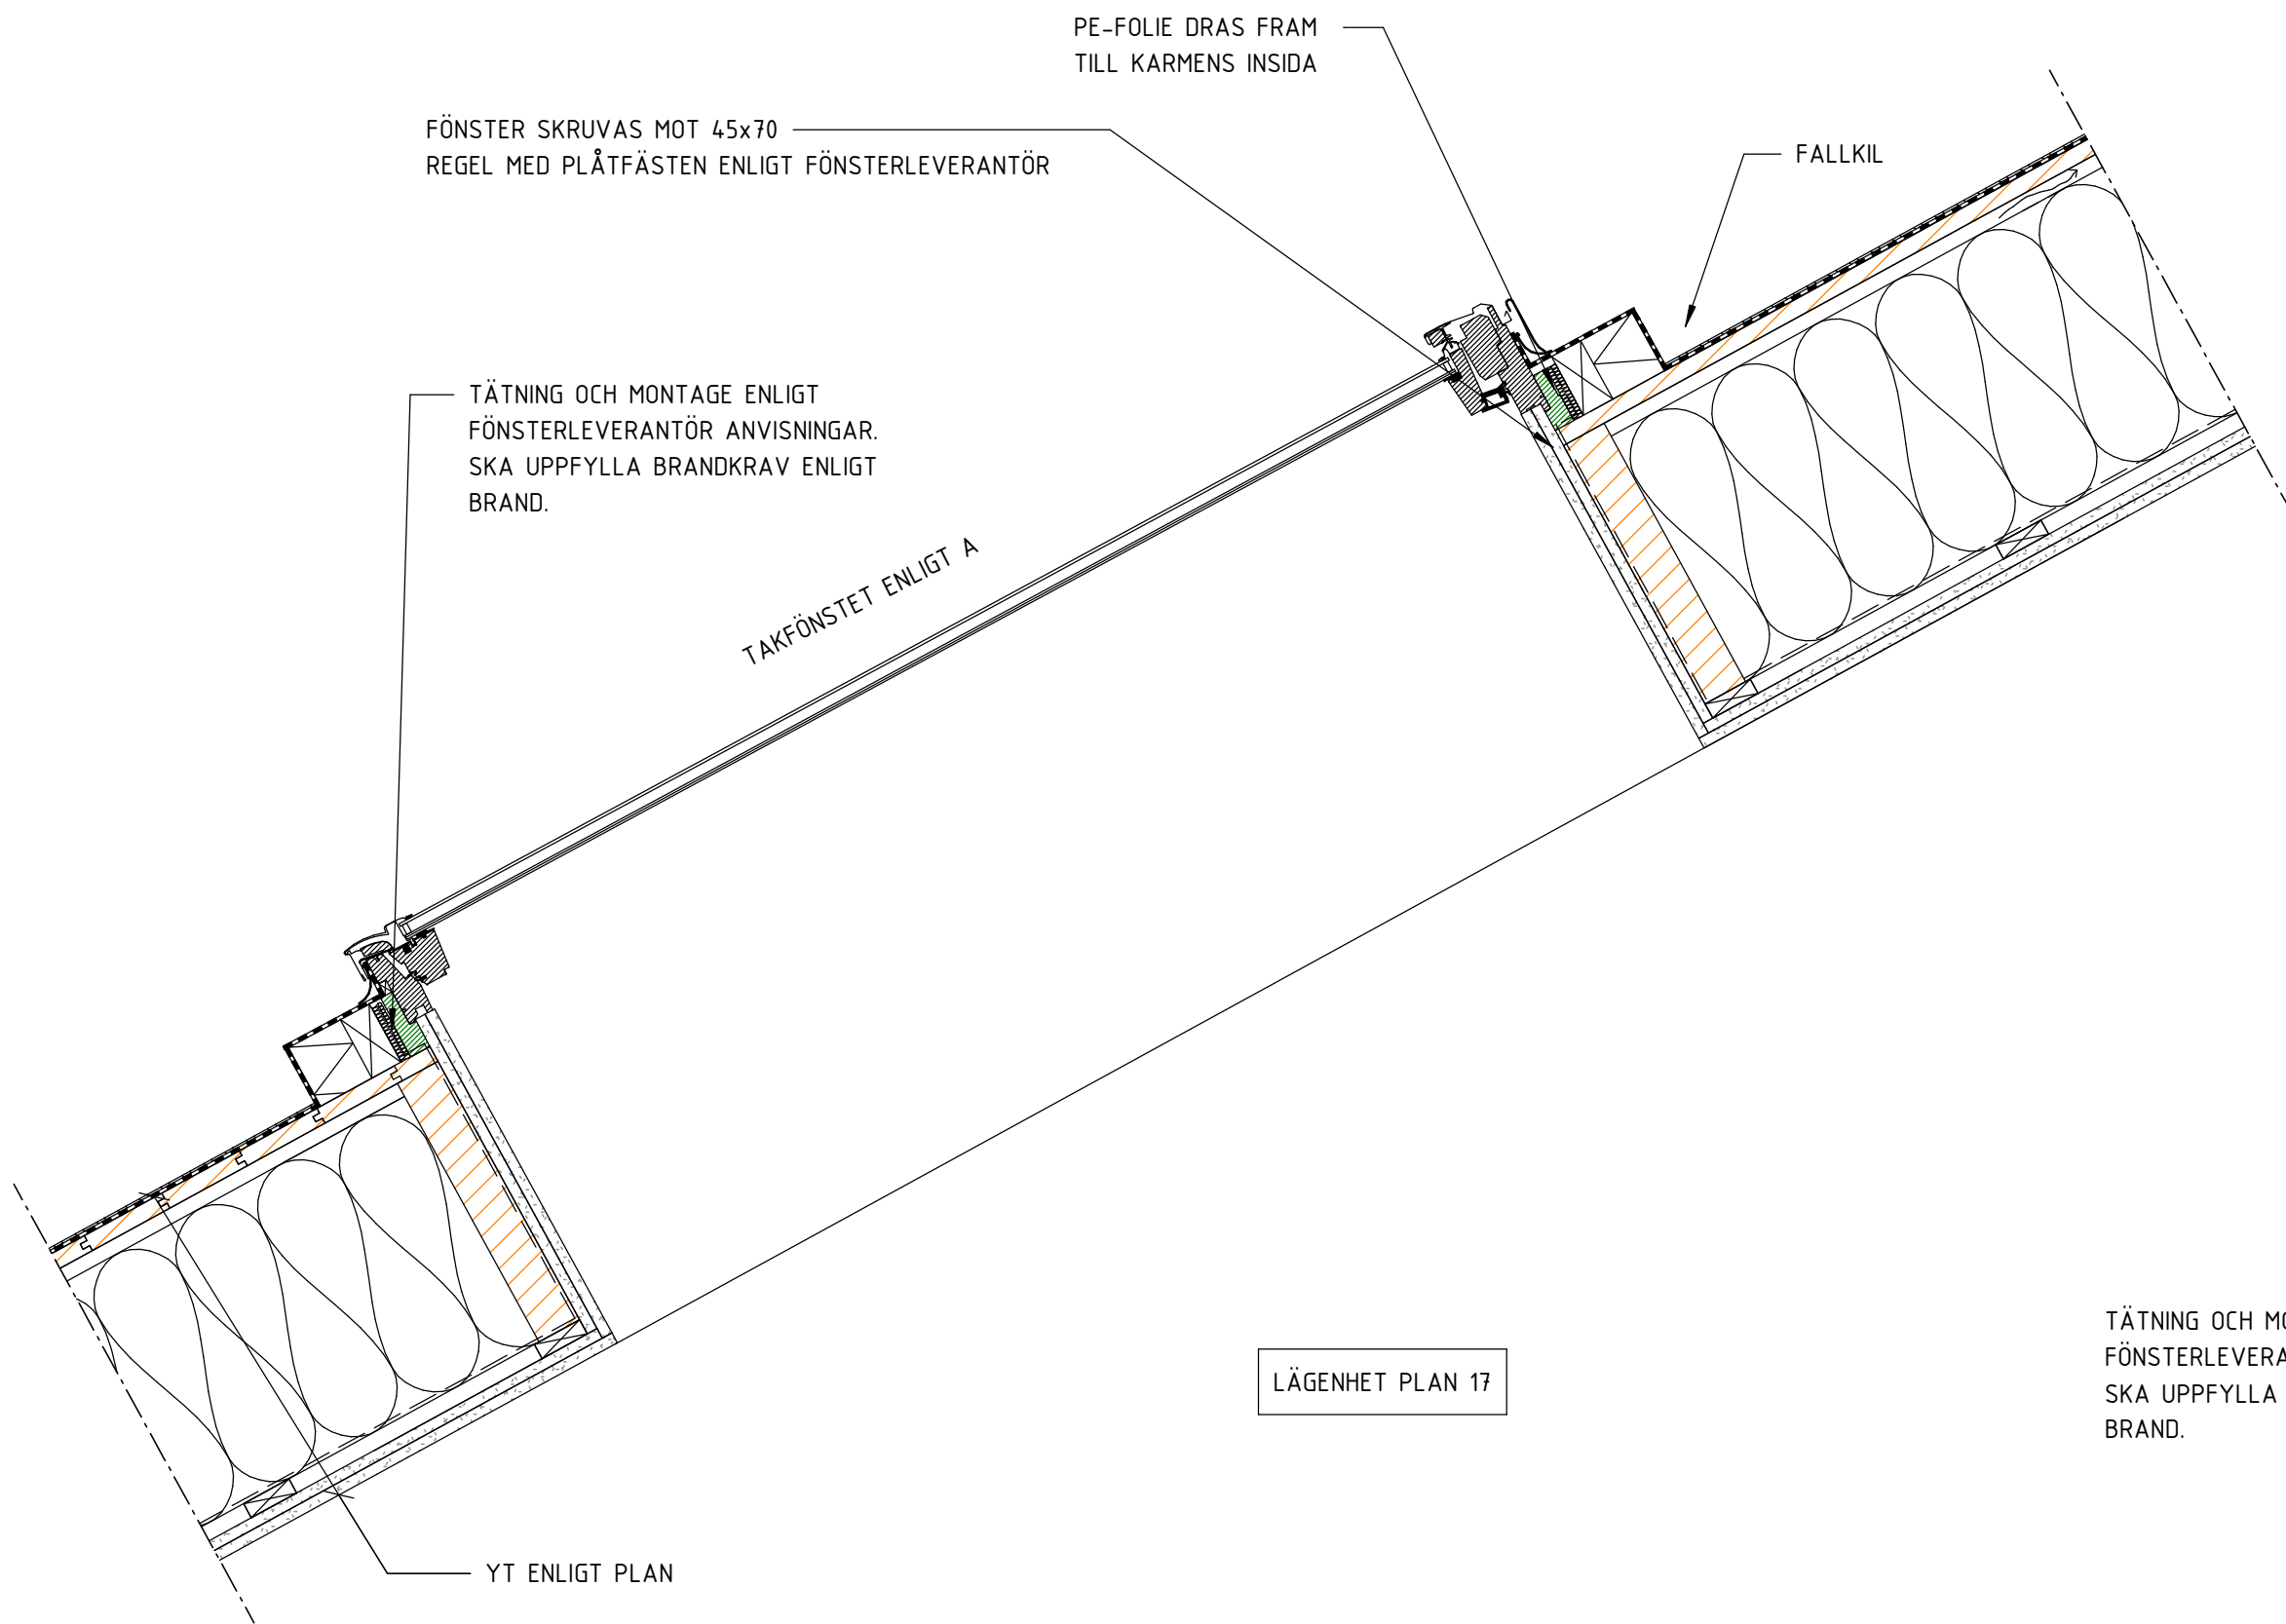 PE-FOLIE DRAS FRAM
TILL KARMENS INSIDA
FÖNSTER SKRUVAS MOT 45x70
REGEL MED PLÅTFÄSTEN ENLIGT FÖNSTERLEVERANTÖR
FALLKIL
TÄTNING OCH MONTAGE ENLIGT
FÖNSTERLEVERANTÖR ANVISNINGAR.
SKA UPPFYLLA BRANDKRAV ENLIGT
BRAND.
TAKFÖNSTET ENLIGT A
LÄGENHET PLAN 17
TÄTNING OCH
FÖNSTERLEVERA
SKA UPPFYLLA
BRAND.
YT ENLIGT PLAN